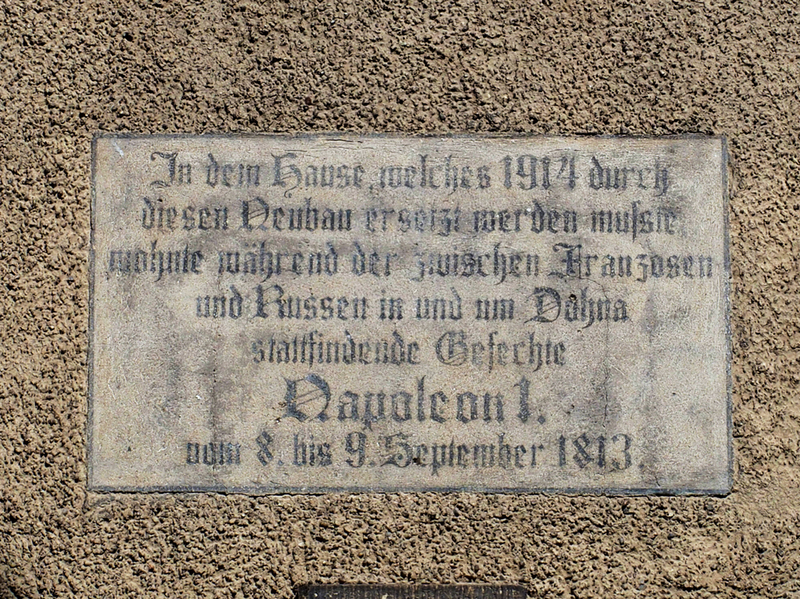 In dem Hause, welches 1914 durch
diesen Neubau ersetzt werden musste,
wohnte während der zwischen Franzosen
und Russen in und um Dohna
stattfindende Gefechte
Napoleon I.
vom 8. bis 9. September 1813.